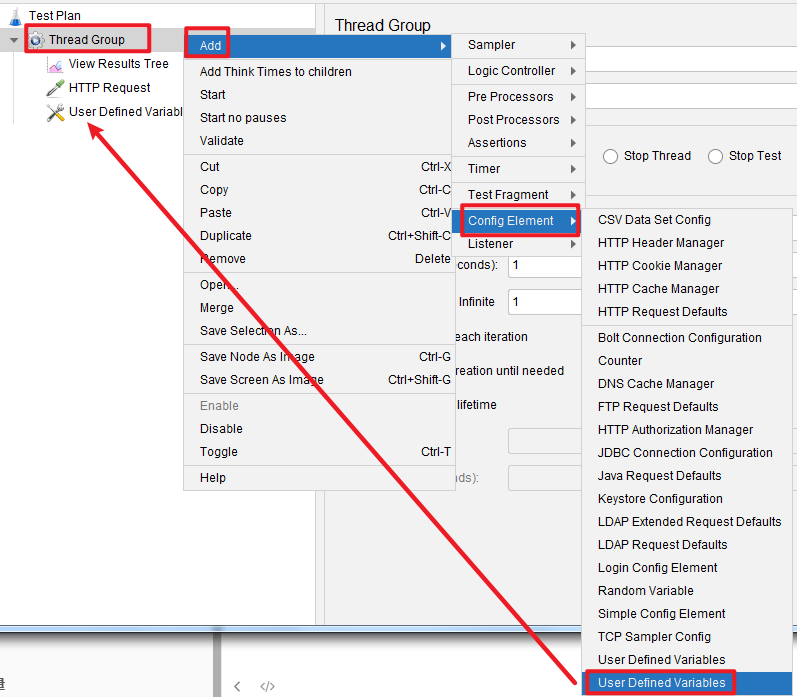 Test Plan
Thread Group
View Results Tree
HTTP Request
User Defined Variabl
Thread Group
Add
Add Think Times to children
Start
Start no pauses
Validate
Cut Ctrl-X
Copy Ctrl-C
Paste Ctrl-V
Duplicate Ctrl+Shift-C
Remove Delete
Open...
Merge
Save Selection As...
Save Node As Image Ctrl-G
Save Screen As Image Ctrl+Shift-G
Enable
Disable
Toggle Ctrl-T
Help
Sampler
Logic Controller
Pre Processors
Post Processors
Assertions
Timer
Test Fragment
Config Element
Listener
Stop Thread Stop Test
conds): 1
Infinite 1
each iteration
reation until needed
lifetime
ds):
CSV Data Set Config
HTTP Header Manager
HTTP Cookie Manager
HTTP Cache Manager
HTTP Request Defaults
Bolt Connection Configuration
Counter
DNS Cache Manager
FTP Request Defaults
HTTP Authorization Manager
JDBC Connection Configuration
Java Request Defaults
Keystore Configuration
LDAP Extended Request Defaults
LDAP Request Defaults
Login Config Element
Random Variable
Simple Config Element
TCP Sampler Config
User Defined Variables
User Defined Variables